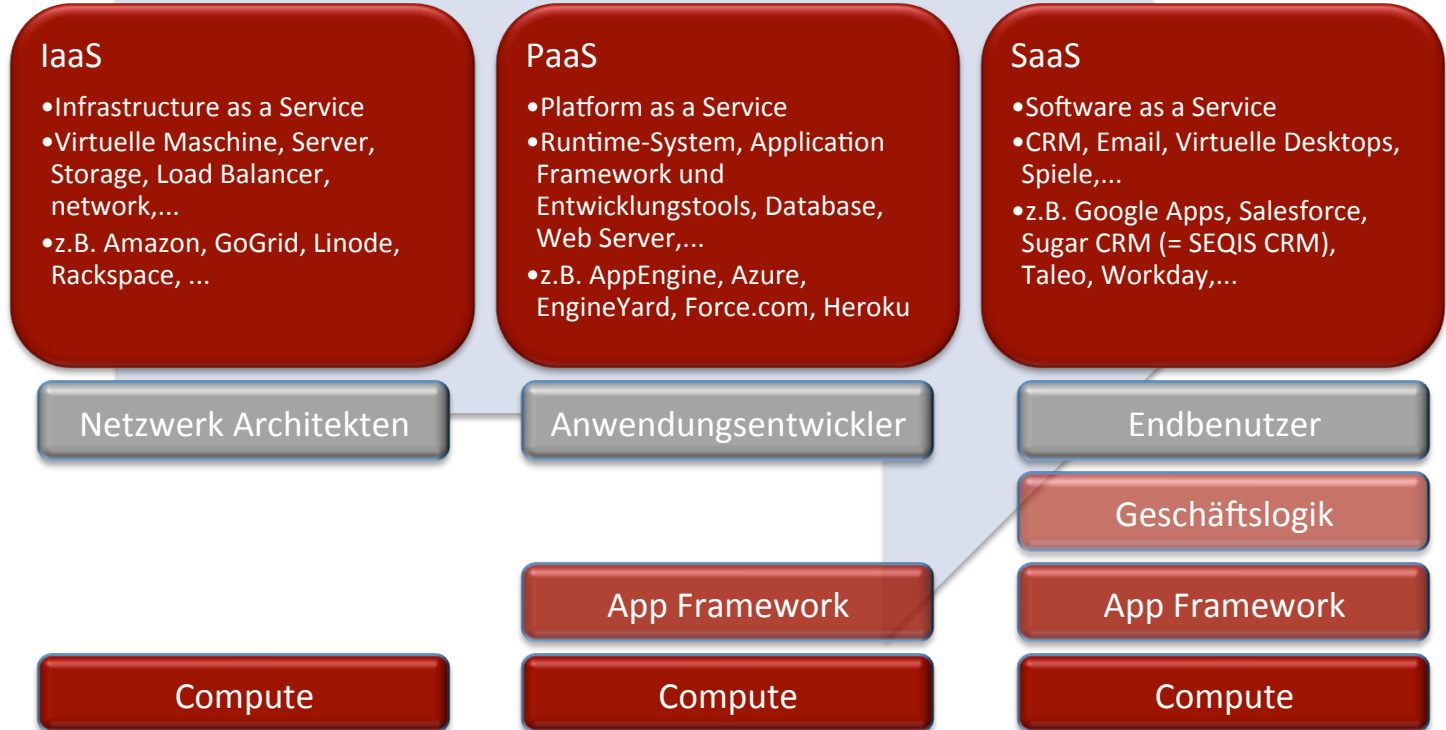 IaaS
•Infrastructure as a Service
•Virtuelle Maschine, Server,
Storage, Load Balancer,
network,...
•z.B. Amazon, GoGrid, Linode,
Rackspace, ...
PaaS
•Platform as a Service
•Runtime-System, Application
Framework und
Entwicklungstools, Database,
Web Server,...
•z.B. AppEngine, Azure,
EngineYard, Force.com, Heroku
SaaS
•Software as a Service
•CRM, Email, Virtuelle Desktops,
Spiele,...
•z.B. Google Apps, Salesforce,
Sugar CRM (= SEQIS CRM),
Taleo, Workday,...
Netzwerk Architekten
Anwendungsentwickler
Endbenutzer
Geschäftslogik
App Framework
App Framework
Compute
Compute
Compute